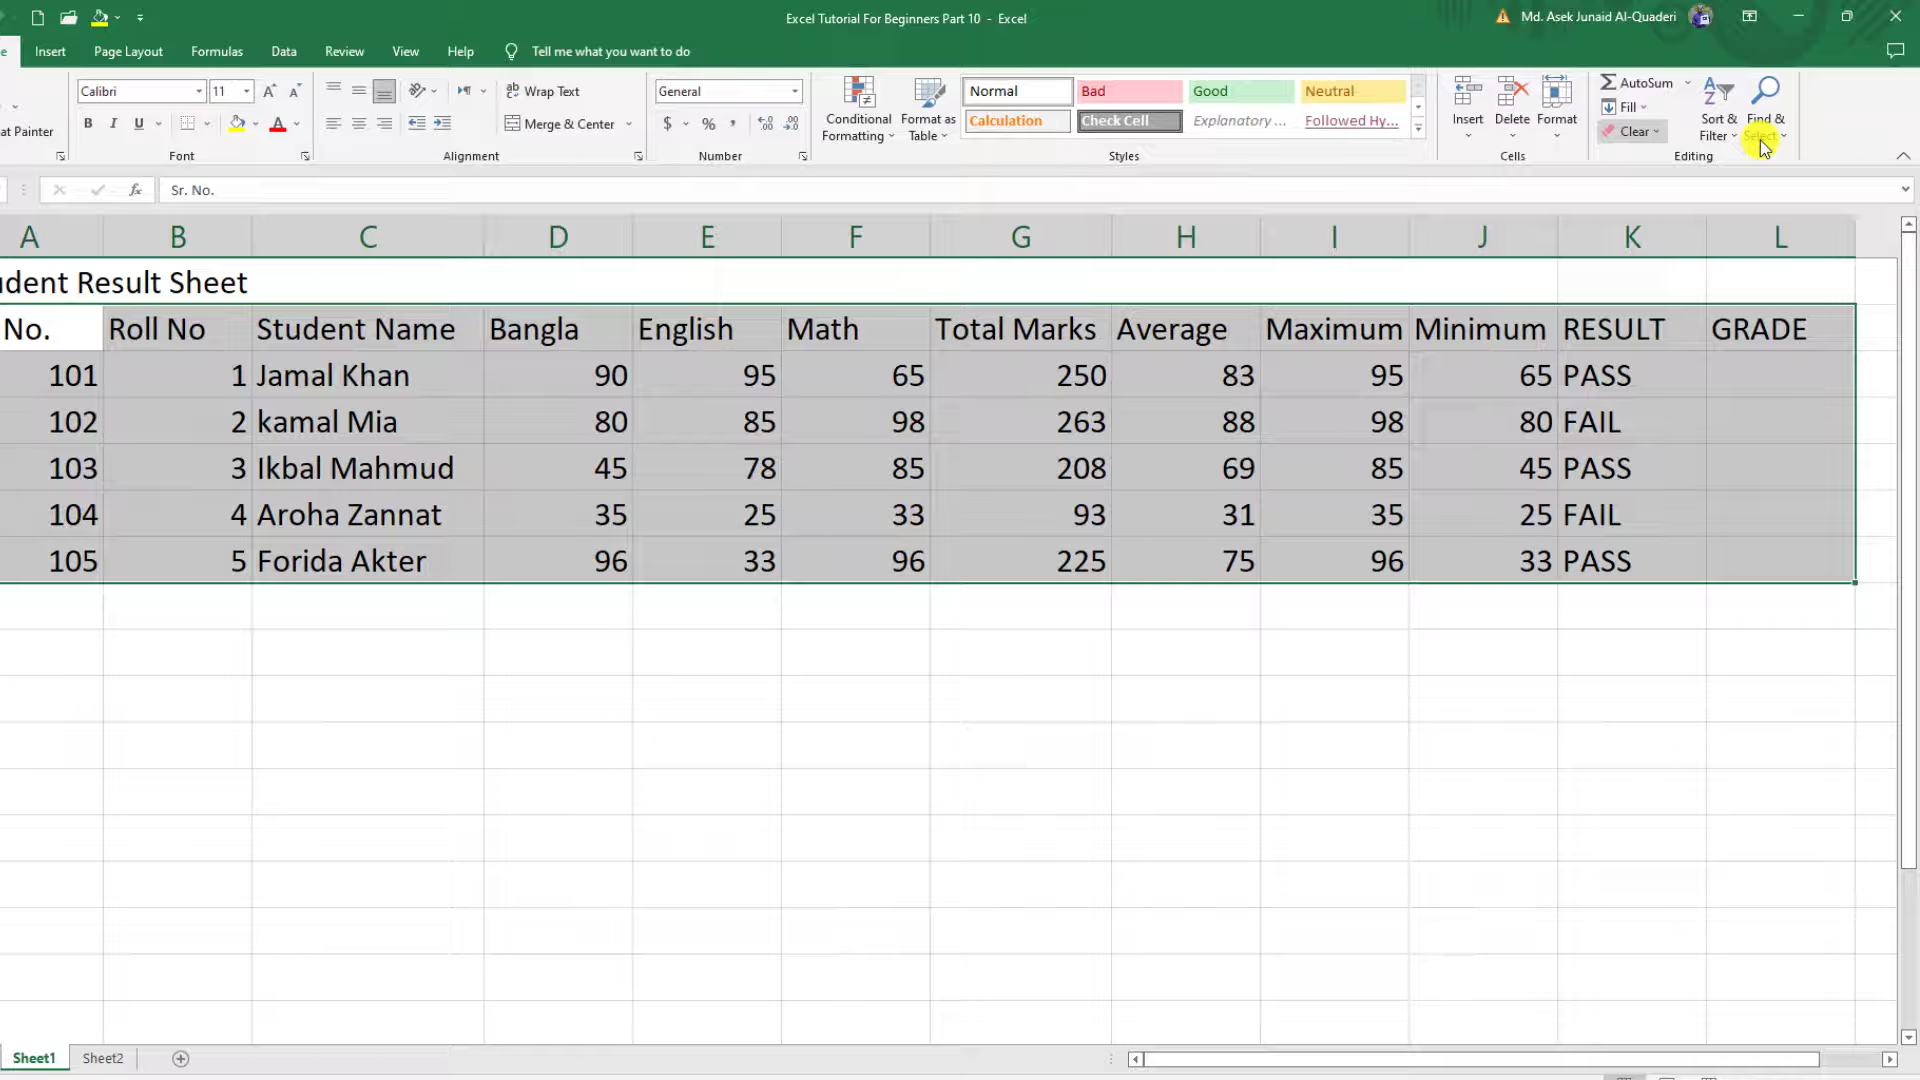 Excel Tutorial For Beginners Part 10 - Excel
Md. Asek Junaid Al-Quaderi
Insert Page Layout Formulas Data Review View Help Tell me what you want to do
Calibri 11 Wrap Text General Normal Bad Good Neutral AutoSum
Fill
at Painter B I U Merge & Center $ % , Conditional Formatting Format as Table Calculation Check Cell Explanatory ... Followed Hy... Insert Delete Format Clear Sort & Filter Find & Select
Font Alignment Number Styles Cells Editing
fx Sr. No.
A B C D E F G H I J K L
udent Result Sheet
No. Roll No Student Name Bangla English Math Total Marks Average Maximum Minimum RESULT GRADE
101 1 Jamal Khan 90 95 65 250 83 95 65 PASS
102 2 kamal Mia 80 85 98 263 88 98 80 FAIL
103 3 Ikbal Mahmud 45 78 85 208 69 85 45 PASS
104 4 Aroha Zannat 35 25 33 93 31 35 25 FAIL
105 5 Forida Akter 96 33 96 225 75 96 33 PASS
Sheet1 Sheet2